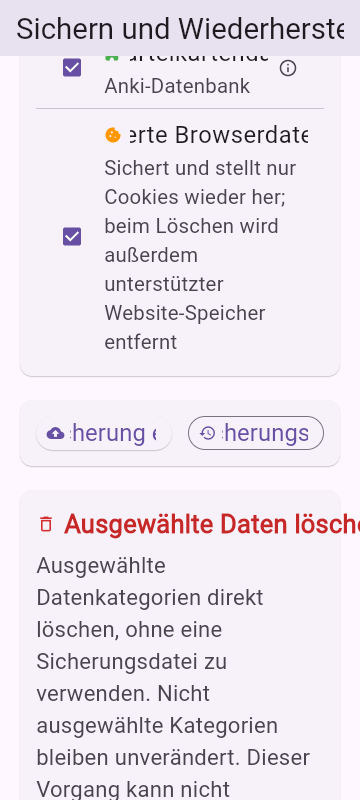 Sichern und Wiederherste
Anki-Datenbank
erte Browserdate
Sichert und stellt nur
Cookies wieder her;
beim Löschen wird
außerdem
unterstützter
Website-Speicher
entfernt
herung e
herungs
Ausgewählte Daten lösche
Ausgewählte
Datenkategorien direkt
löschen, ohne eine
Sicherungsdatei zu
verwenden. Nicht
ausgewählte Kategorien
bleiben unverändert. Dieser
Vorgang kann nicht